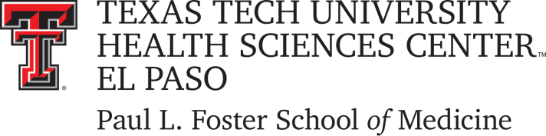 TEXAS TECH UNIVERSITY
HEALTH SCIENCES CENTER™
EL PASO
Paul L. Foster School of Medicine